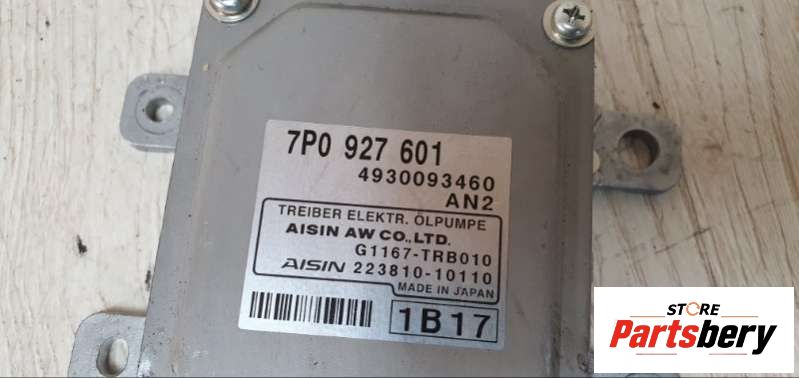 7P0 927 601
4930093460
AN2
TREIBER ELEKTR. ÖLPUMPE
AISIN AW CO.,LTD.
G1167-TRB010
AISIN 223810-10110
MADE IN JAPAN
1B17
STORE
Partsbery